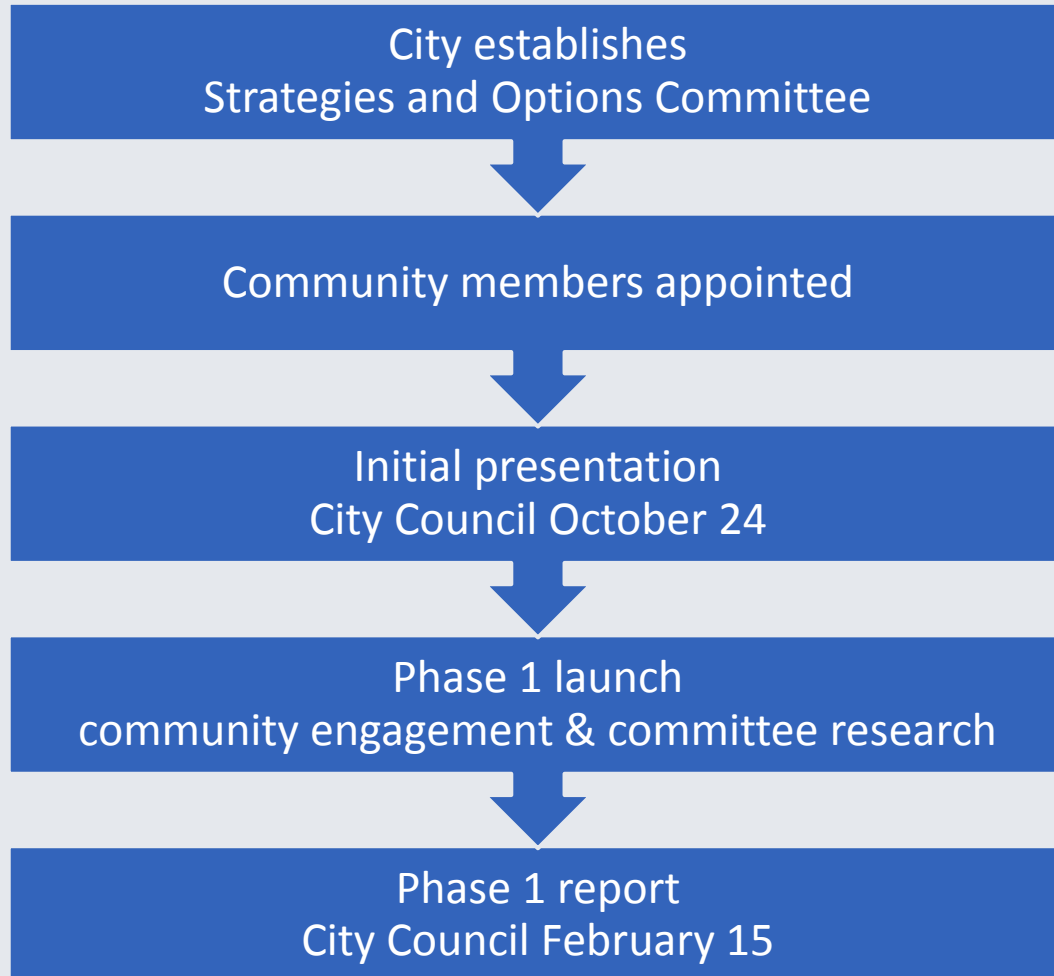 City establishes
Strategies and Options Committee
Community members appointed
Initial presentation
City Council October 24
Phase 1 launch
community engagement & committee research
Phase 1 report
City Council February 15